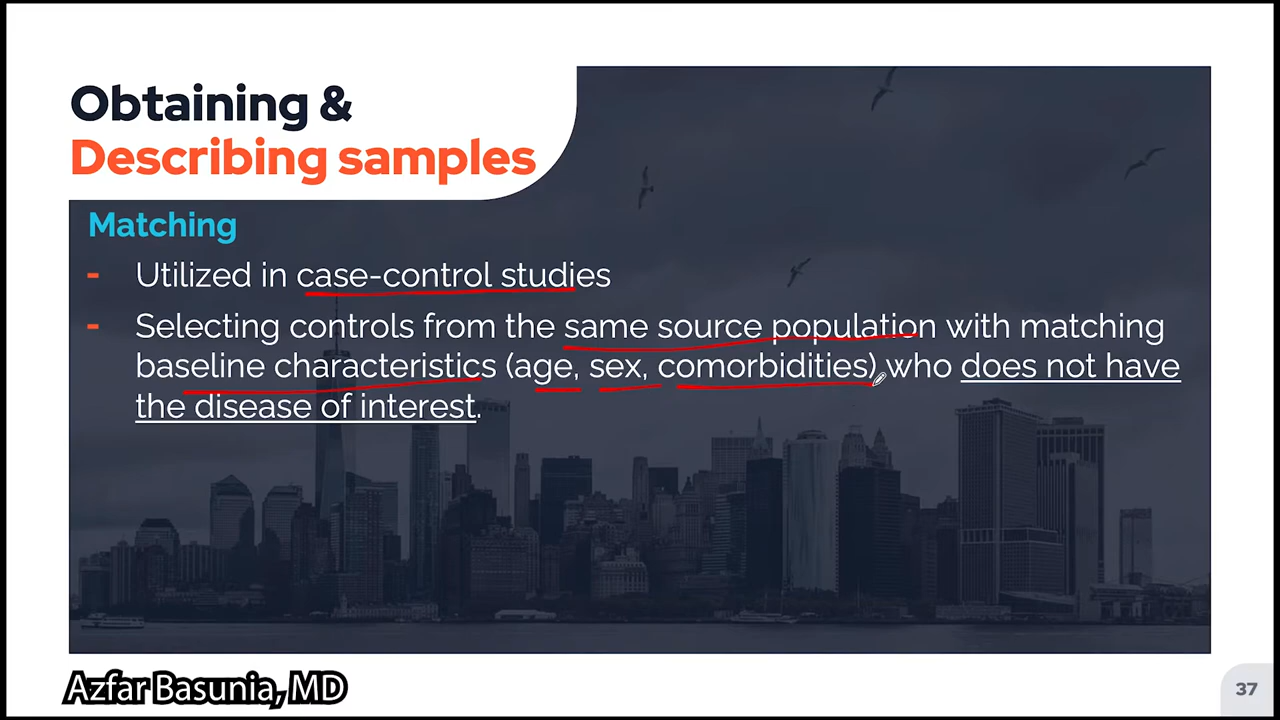 Obtaining &
Describing samples
Matching
- Utilized in case-control studies
- Selecting controls from the same source population with matching
baseline characteristics (age, sex, comorbidities), who does not have
the disease of interest.
Azfar Basunia, MD
37